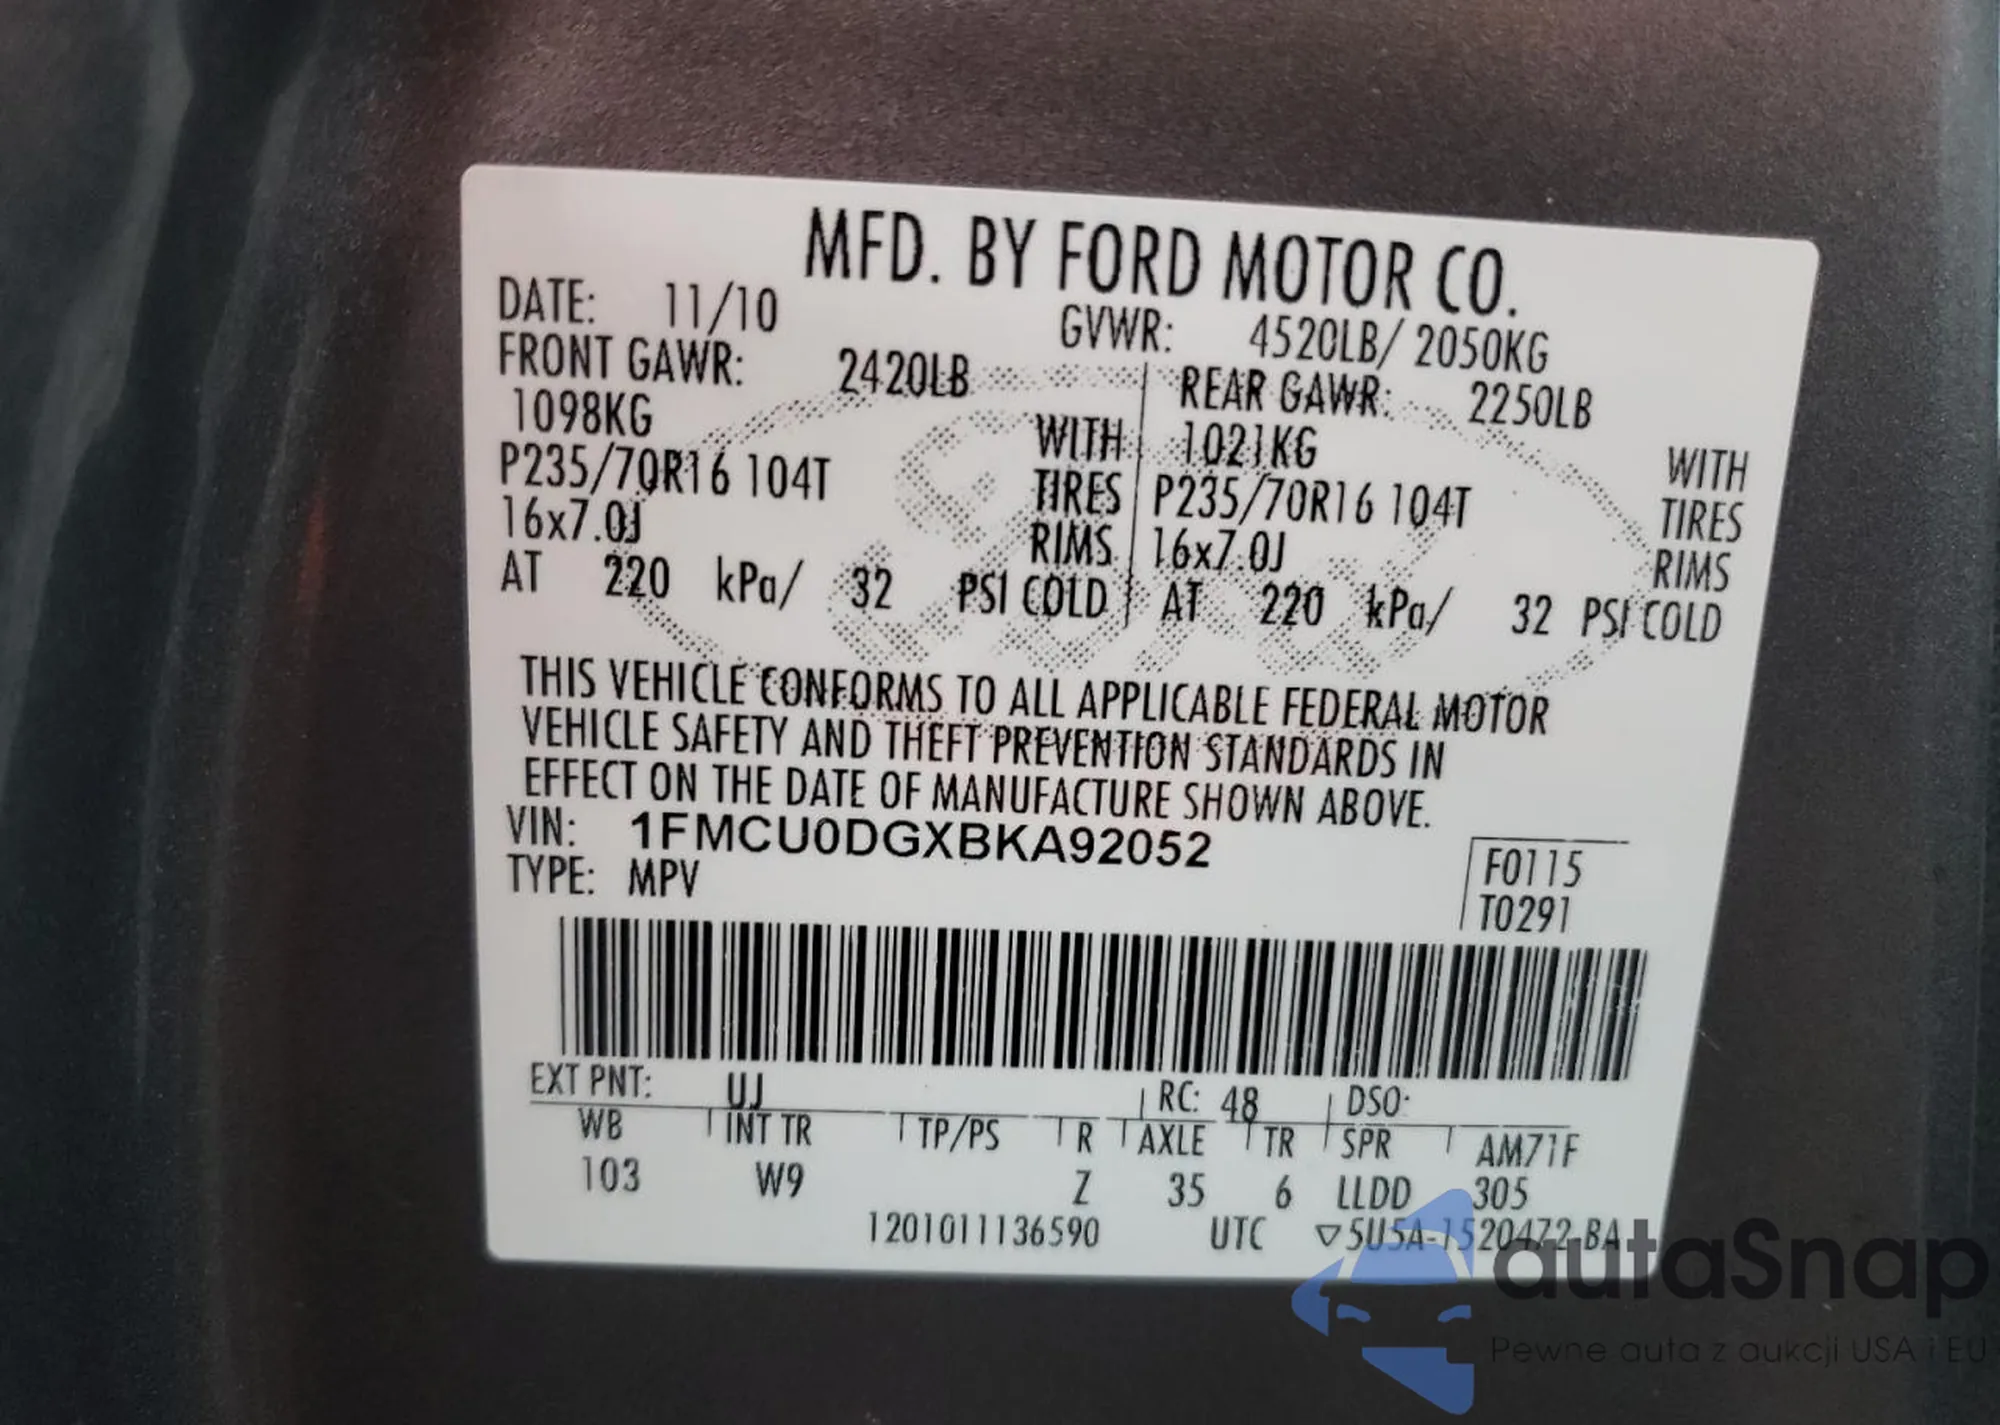 MFD. BY FORD MOTOR CO.
DATE: 11/10 GVWR: 4520LB/ 2050KG
FRONT GAWR: 2420LB REAR GAWR: 2250LB
1098KG WITH 1021KG WITH
P235/70R16 104T TIRES P235/70R16 104T TIRES
16x7.0J RIMS 16x7.0J RIMS
AT 220 kPa/ 32 PSI COLD AT 220 kPa/ 32 PSI COLD
THIS VEHICLE CONFORMS TO ALL APPLICABLE FEDERAL MOTOR
VEHICLE SAFETY AND THEFT PREVENTION STANDARDS IN
EFFECT ON THE DATE OF MANUFACTURE SHOWN ABOVE.
VIN: 1FMCU0DGXBKA92052
TYPE: MPV
F0115
T0291
EXT PNT: UJ RC: 48 DSO:
WB INT TR TP/PS R AXLE TR SPR AM71F
103 W9 Z 35 6 LLDD 305
1201011136590 UTC ▽5U5A-1520472-BA
autaSnap
Pewne auta z aukcji USA i EU